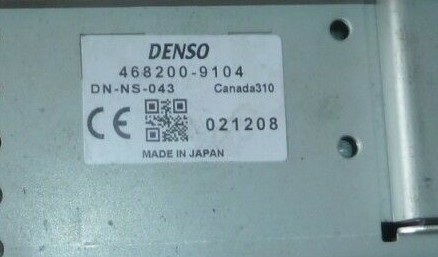 DENSO
468200-9104
DN-NS-043 Canada310
CE 021208
MADE IN JAPAN